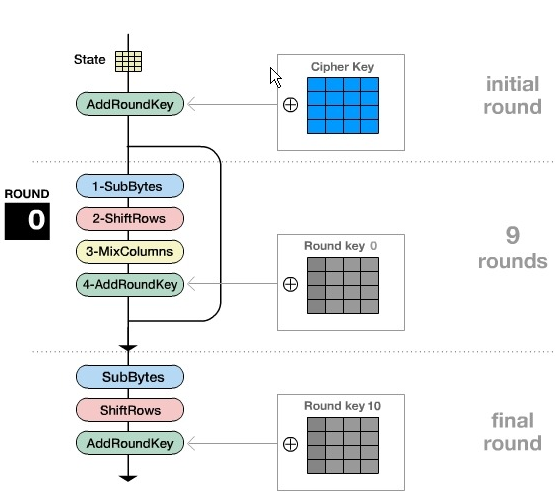 State
AddRoundKey
Cipher Key
initial
round
ROUND
0
1-SubBytes
2-ShiftRows
3-MixColumns
4-AddRoundKey
Round key 0
9
rounds
SubBytes
ShiftRows
AddRoundKey
Round key 10
final
round